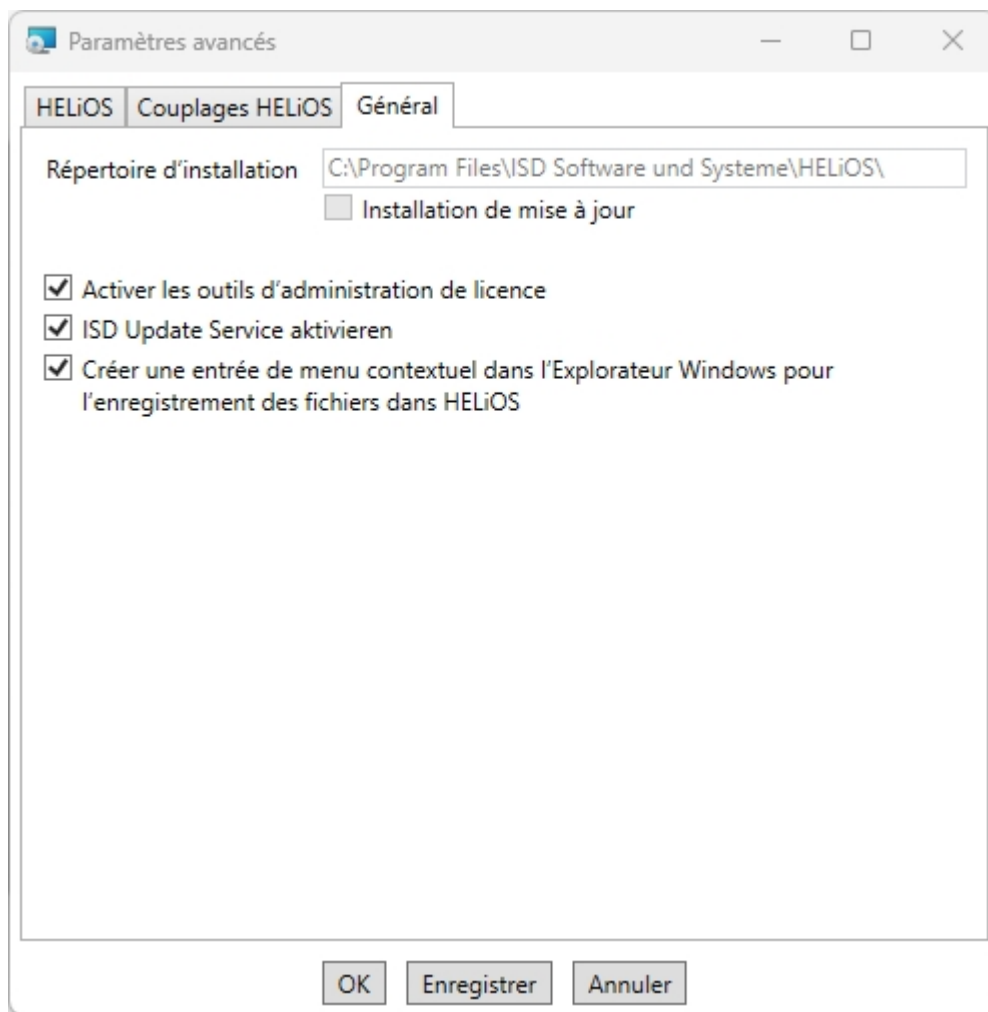 Paramètres avancés
HELiOS Couplages HELiOS Général
Répertoire d'installation C:\Program Files\ISD Software und Systeme\HELiOS\
Installation de mise à jour
Activer les outils d'administration de licence
ISD Update Service aktivieren
Créer une entrée de menu contextuel dans l'Explorateur Windows pour
l'enregistrement des fichiers dans HELiOS
OK Enregistrer Annuler